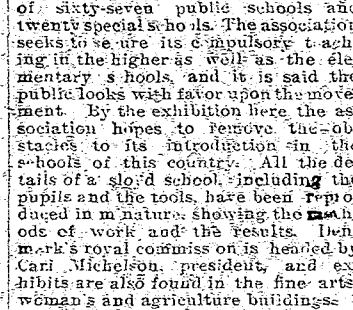 of sixty-seven public schools and
twenty special schools. The association
seeks to secure its compulsory teach
ing in the higher as well as the ele
mentary schools, and it is said the
public looks with favor upon the move
ment. By the exhibition here the as
sociation hopes to remove the ob
stacles to its introduction in the
schools of this country. All the de
tails of a sloyd school, including the
pupils and the tools, have been repro
duced in minature, showing the meth
ods of work and the results. Den
mark's royal commission is headed by
Carl Michelson, president, and ex
hibits are also found in the fine arts
woman's and agriculture buildings.